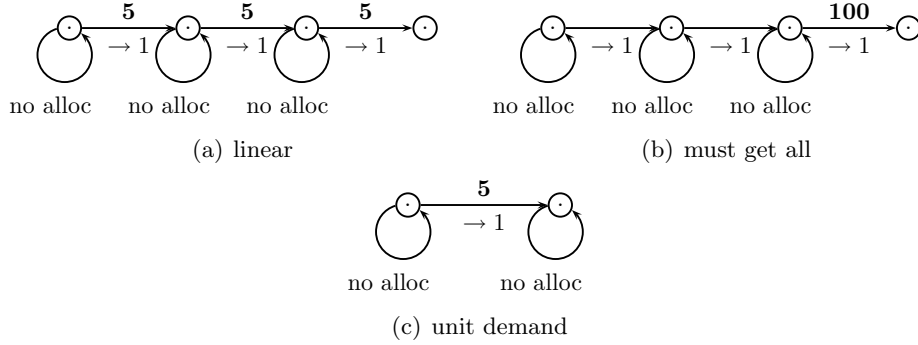 5 5 5 100
→ 1 → 1 → 1 → 1 → 1 → 1
no alloc no alloc no alloc no alloc no alloc no alloc
(a) linear (b) must get all
5
→ 1
no alloc no alloc
(c) unit demand